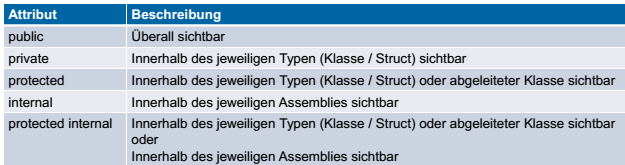 Attribut Beschreibung
public Überall sichtbar
private Innerhalb des jeweiligen Typen (Klasse / Struct) sichtbar
protected Innerhalb des jeweiligen Typen (Klasse / Struct) oder abgeleiteter Klasse sichtbar
internal Innerhalb des jeweiligen Assemblies sichtbar
protected internal Innerhalb des jeweiligen Typen (Klasse / Struct) oder abgeleiteter Klasse sichtbar
oder
Innerhalb des jeweiligen Assemblies sichtbar